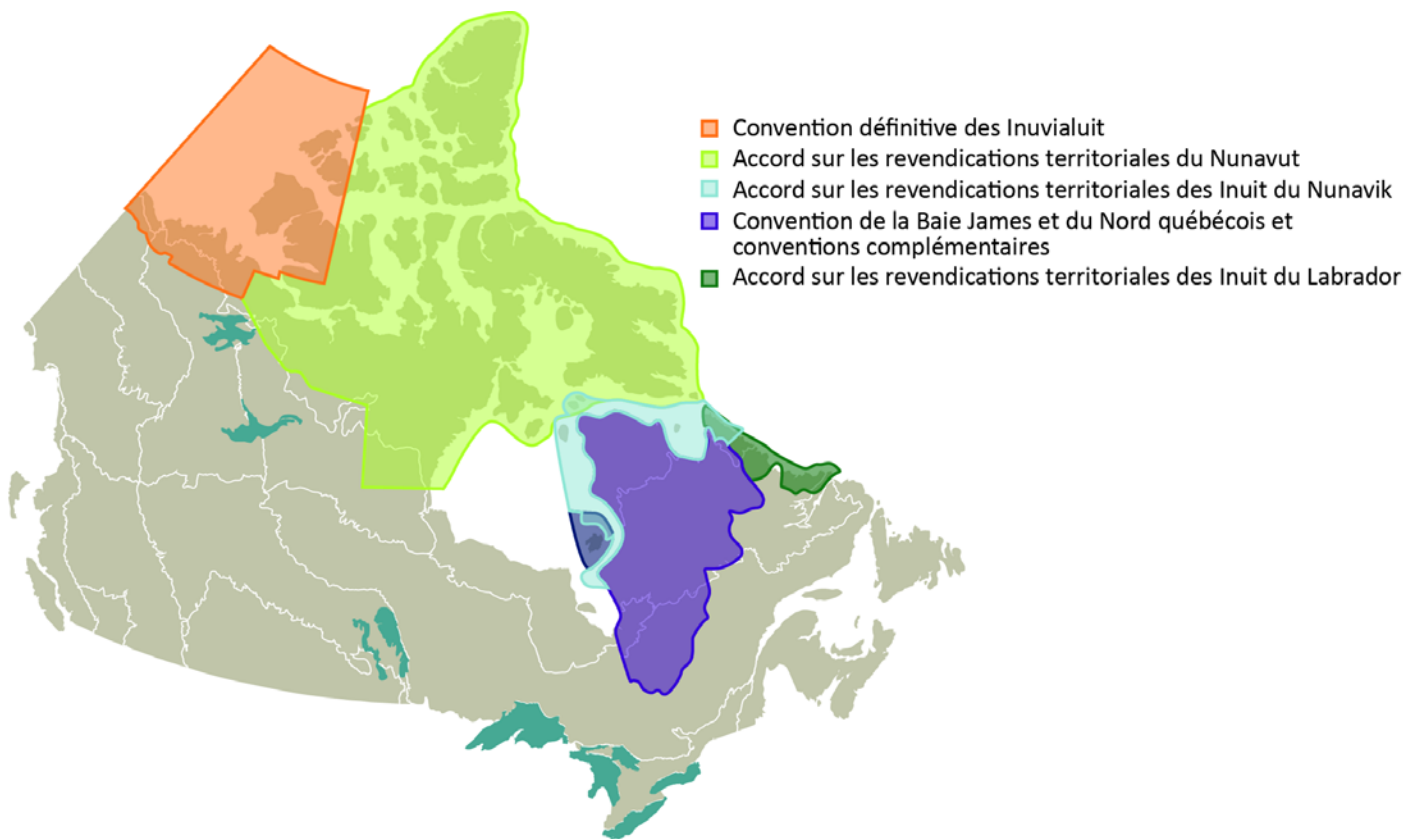 Convention définitive des Inuvialuit
Accord sur les revendications territoriales du Nunavut
Accord sur les revendications territoriales des Inuit du Nunavik
Convention de la Baie James et du Nord québécois et
conventions complémentaires
Accord sur les revendications territoriales des Inuit du Labrador